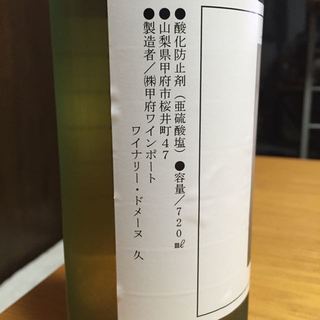 ●酸化防止剤（亜硫酸塩）●容量／720㎖
●山梨県甲府市桜井町47
●製造者／㈱甲府ワインポート
ワイナリー・ドメーヌ 久